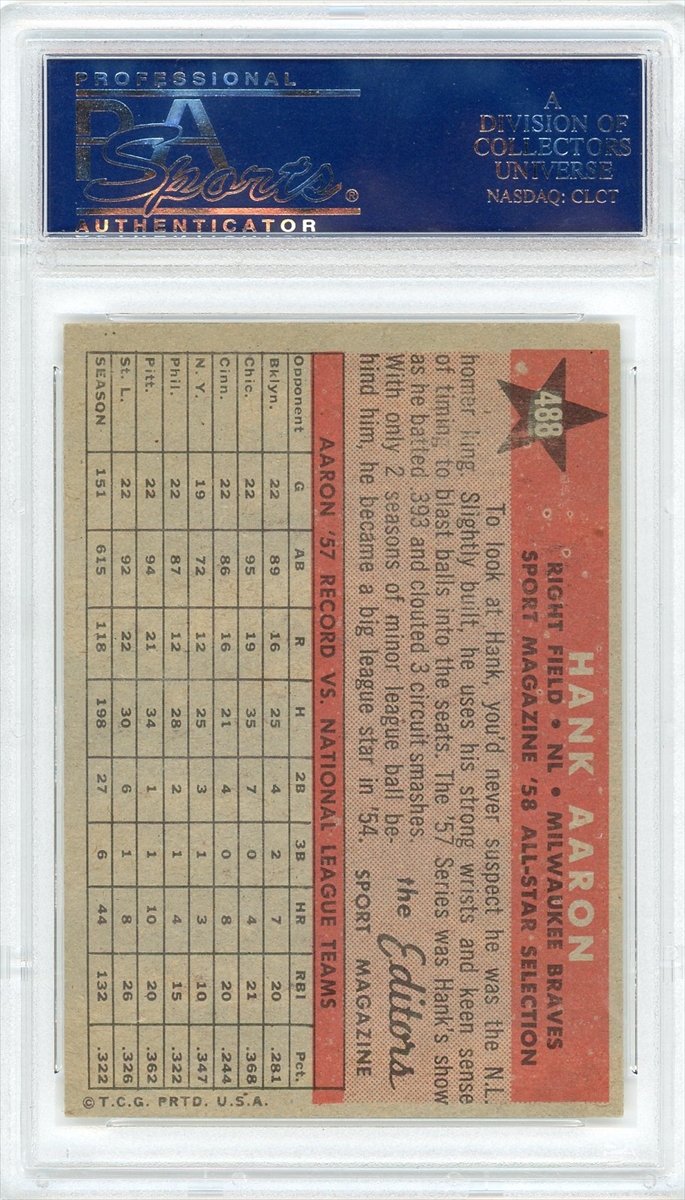 PROFESSIONAL
PSA
Sports®
AUTHENTICATOR
A
DIVISION OF
COLLECTORS
UNIVERSE
NASDAQ: CLCT
488
HANK AARON
RIGHT FIELD • NL • MILWAUKEE BRAVES
SPORT MAGAZINE '58 ALL-STAR SELECTION
To look at Hank, you'd never suspect he was the N.L.
homer king. Slightly built, he uses his strong wrists and keen sense
of timing to blast balls into the seats. The '57 Series was Hank's show
as he batted .393 and clouted 3 circuit smashes.
With only 2 seasons of minor league ball be-
hind him, he became a big league star in '54.
the Editors
SPORT MAGAZINE
AARON '57 RECORD VS. NATIONAL LEAGUE TEAMS
Opponent G AB R H 2B 3B HR RBI Pct.
Bklyn. 22 89 16 25 4 2 7 20 .281
Chic. 22 95 19 35 7 0 4 21 .368
Cinn. 22 86 16 21 4 0 8 20 .244
N. Y. 19 72 12 25 3 1 3 10 .347
Phil. 22 87 12 28 2 1 4 15 .322
Pitt. 22 94 21 34 1 1 10 20 .362
St. L. 22 92 22 30 6 1 8 26 .326
SEASON 151 615 118 198 27 6 44 132 .322
© T.C.G. PRTD. U.S.A.